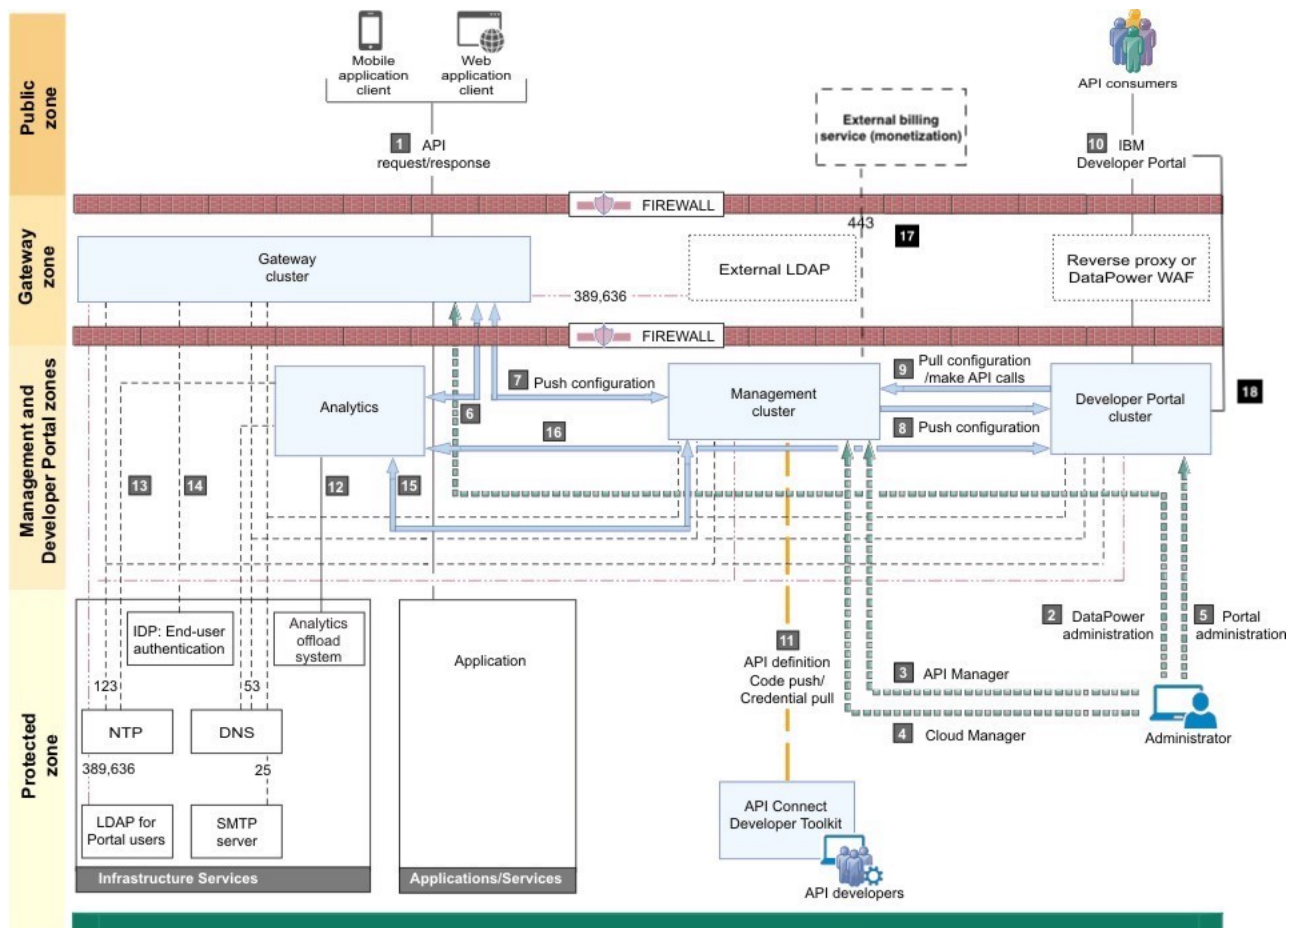 Public
zone
Gateway
zone
Management and
Developer Portal zones
Protected
zone
Mobile
application
client
Web
application
client
API consumers
External billing
service (monetization)
1 API
request/response
10 IBM
Developer Portal
FIREWALL
443
17
Gateway
cluster
External LDAP
Reverse proxy or
DataPower WAF
389,636
FIREWALL
Analytics
7 Push configuration
Management
cluster
9 Pull configuration
/make API calls
Developer Portal
cluster
18
6
16
8 Push configuration
13
14
12
15
IDP: End-user
authentication
Analytics
offload
system
Application
11
API definition
Code push/
Credential pull
2 DataPower
administration
5 Portal
administration
3 API Manager
4 Cloud Manager
Administrator
123
53
NTP
DNS
389,636
25
LDAP for
Portal users
SMTP
server
API Connect
Developer Toolkit
API developers
Infrastructure Services
Applications/Services